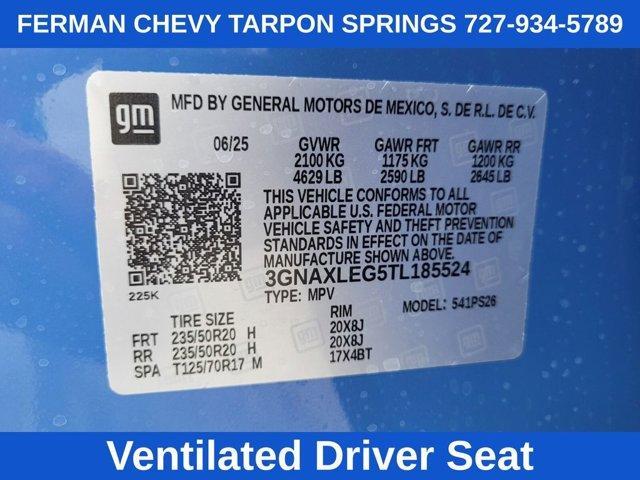 FERMAN CHEVY TARPON SPRINGS 727-934-5789
gm
MFD BY GENERAL MOTORS DE MEXICO, S. DE R.L. DE C.V.
06/25 GVWR GAWR FRT GAWR RR
2100 KG 1175 KG 1200 KG
4629 LB 2590 LB 2645 LB
THIS VEHICLE CONFORMS TO ALL
APPLICABLE U.S. FEDERAL MOTOR
VEHICLE SAFETY AND THEFT PREVENTION
STANDARDS IN EFFECT ON THE DATE OF
MANUFACTURE SHOWN ABOVE.
3GNAXLEG5TL185524
225K
TYPE: MPV MODEL: 541PS26
TIRE SIZE RIM
FRT 235/50R20 H 20X8J
RR 235/50R20 H 20X8J
SPA T125/70R17 M 17X4BT
Ventilated Driver Seat